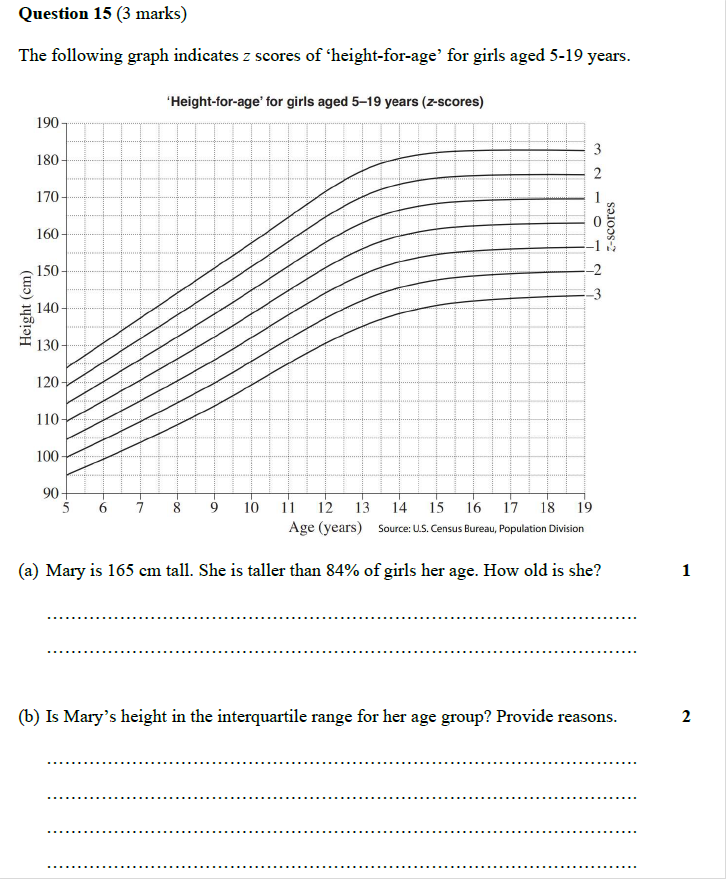 Question 15 (3 marks)
The following graph indicates z scores of ‘height-for-age’ for girls aged 5-19 years.
‘Height-for-age’ for girls aged 5–19 years (z-scores)
190
180
170
160
150
140
130
120
110
100
90
Height (cm)
3
2
1
0
–1
–2
–3
z-scores
5 6 7 8 9 10 11 12 13 14 15 16 17 18 19
Age (years) Source: U.S. Census Bureau, Population Division
(a) Mary is 165 cm tall. She is taller than 84% of girls her age. How old is she? 1
(b) Is Mary’s height in the interquartile range for her age group? Provide reasons. 2